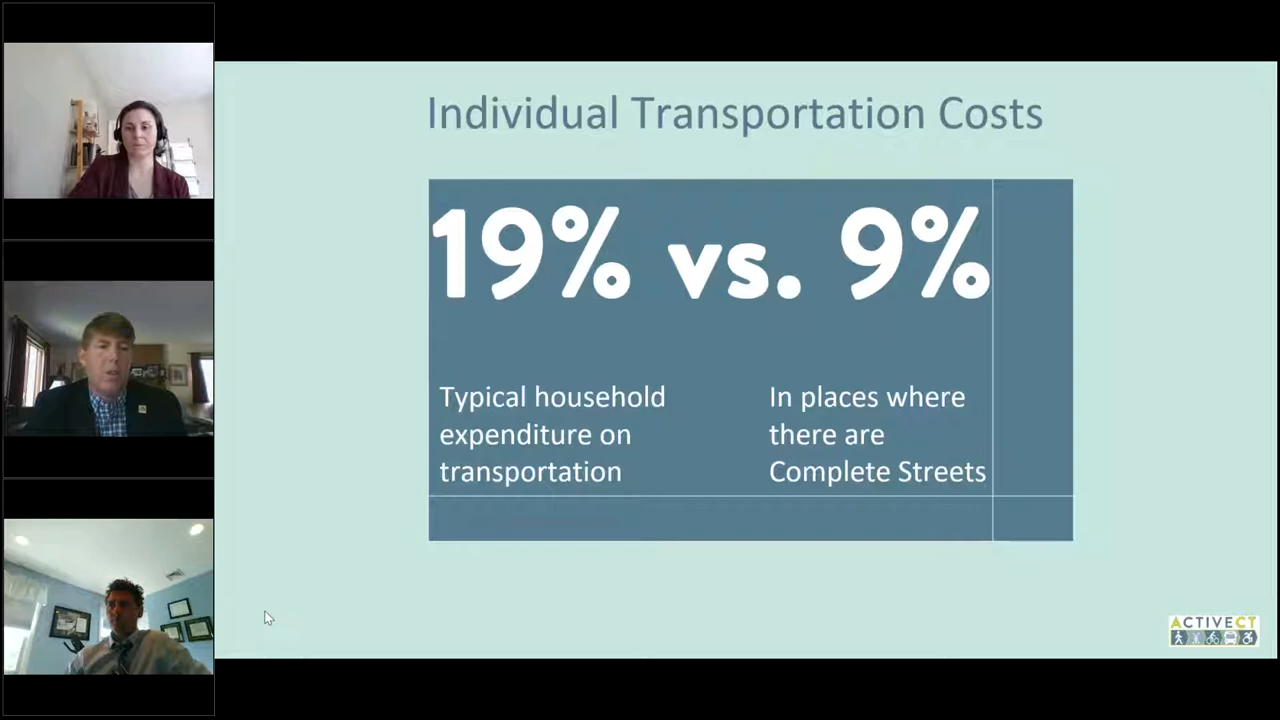 Individual Transportation Costs
19% vs. 9%
Typical household
expenditure on
transportation
In places where
there are
Complete Streets
ACTIVECT